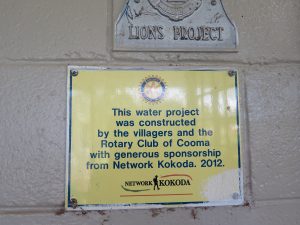 LIONS PROJECT
This water project
was constructed
by the villagers and the
Rotary Club of Cooma
with generous sponsorship
from Network Kokoda. 2012.
NETWORK KOKODA